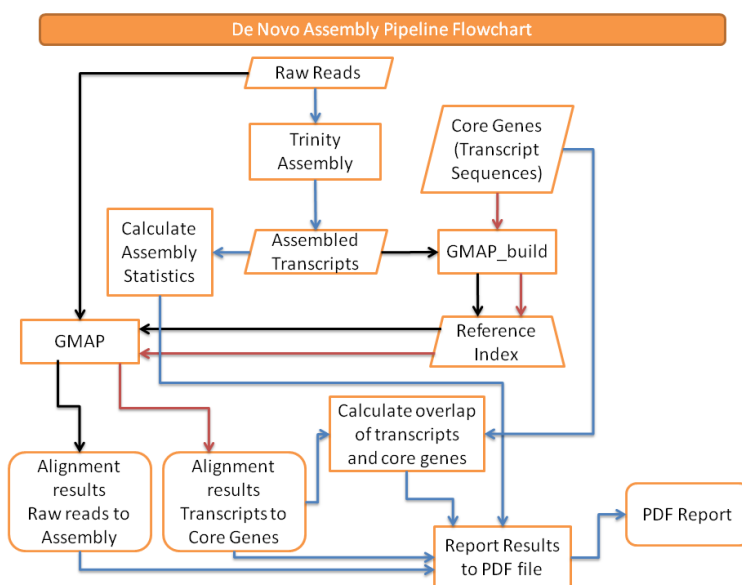 De Novo Assembly Pipeline Flowchart
Raw Reads
Trinity
Assembly
Core Genes
(Transcript
Sequences)
Calculate
Assembly
Statistics
Assembled
Transcripts
GMAP_build
GMAP
Reference
Index
Calculate overlap
of transcripts
and core genes
Alignment
results
Raw reads to
Assembly
Alignment
results
Transcripts to
Core Genes
Report Results
to PDF file
PDF Report